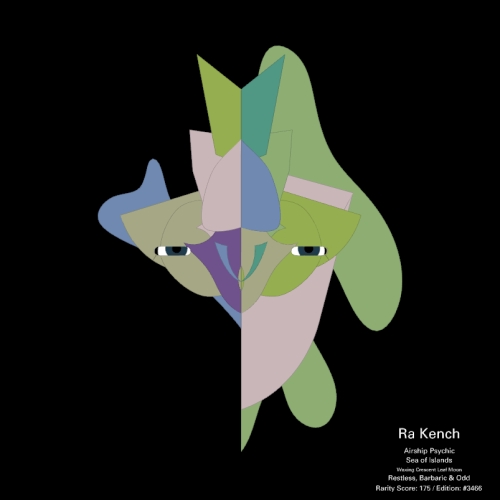 Ra Kench
Airship Psychic
Sea of Islands
Waxing Crescent Leaf Moon
Restless, Barbaric & Odd
Rarity Score: 175 / Edition: #3466